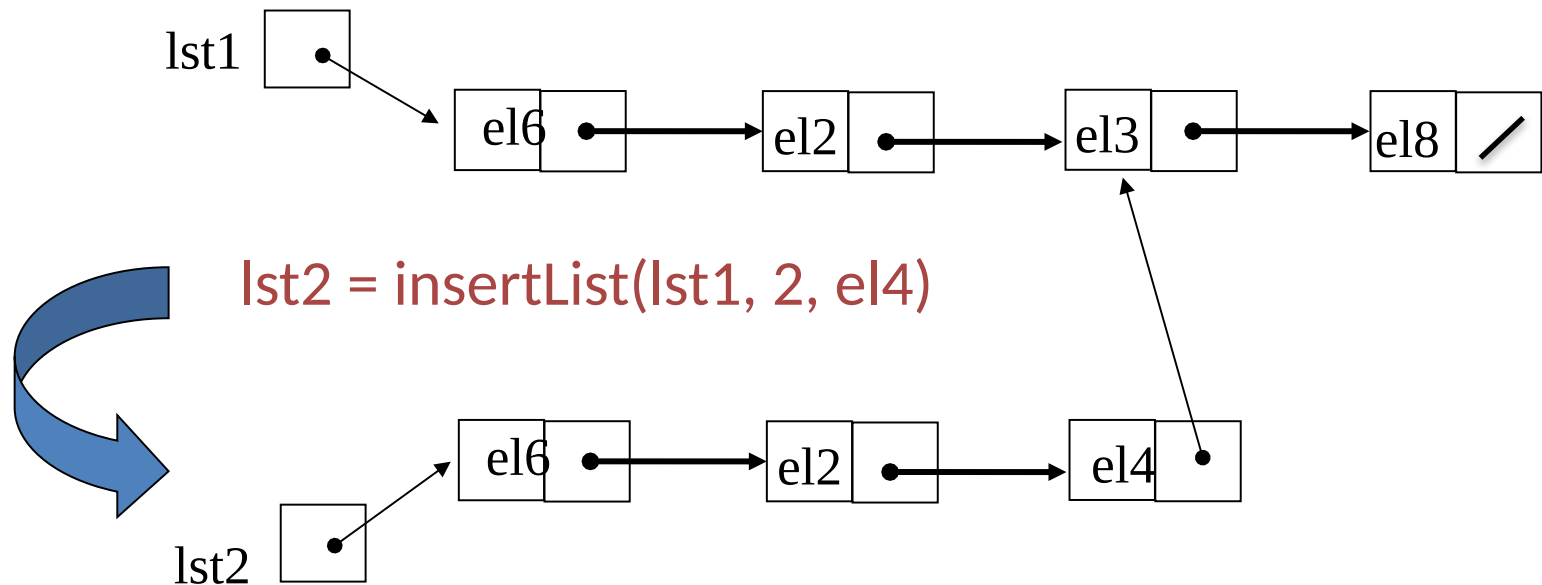 lst1
el6 el2 el3 el8
lst2 = insertList(lst1, 2, el4)
el6 el2 el4
lst2